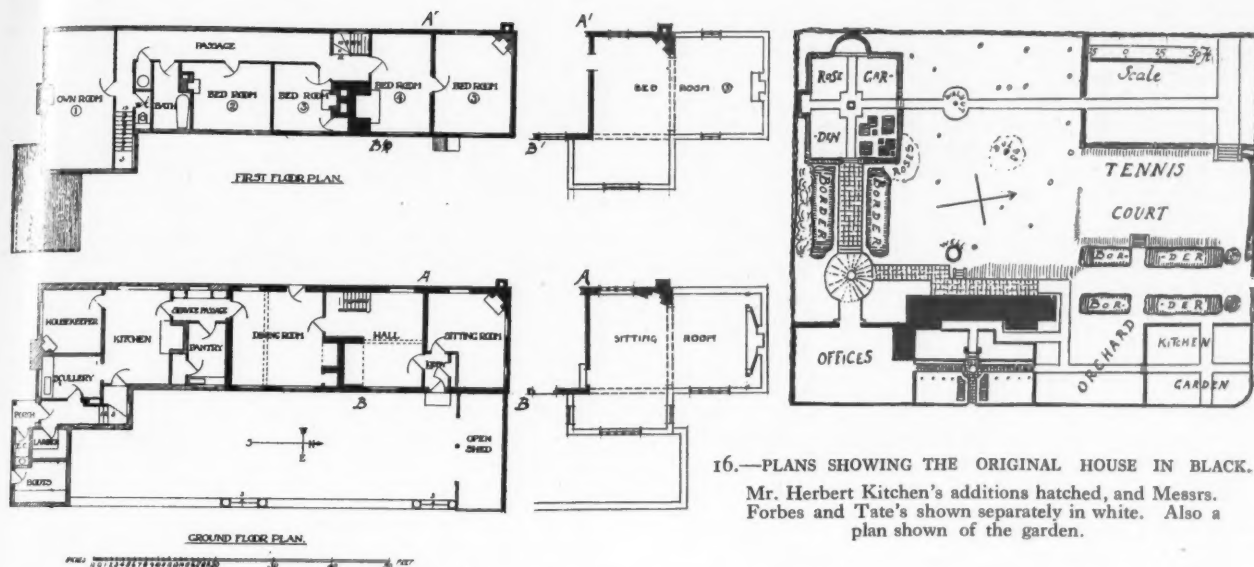 A'
PASSAGE
OWN ROOM
①
BATH
BED ROOM
②
BED ROOM
③
BED ROOM
④
BED ROOM
⑤
FIRST FLOOR PLAN.
A'
BED ROOM
B'
A
HOUSEKEEPER
KITCHEN
SERVICE PASSAGE
PANTRY
DINING ROOM
HALL
SITTING ROOM
ENTRY
SCULLERY
PORCH
LARDER
BOOTS
B
S
W
N
E
OPEN
SHED
GROUND FLOOR PLAN.
FEET
A
SITTING ROOM
B
ROSE GAR-
-DEN
WALNUT
Scale
ROSES
BORDER
BORDER
TENNIS
COURT
WELL
BOR- -DER
BOR- -DER
OFFICES
ORCHARD
KITCHEN
GARDEN
16.—PLANS SHOWING THE ORIGINAL HOUSE IN BLACK.
Mr. Herbert Kitchen's additions hatched, and Messrs.
Forbes and Tate's shown separately in white. Also a
plan shown of the garden.